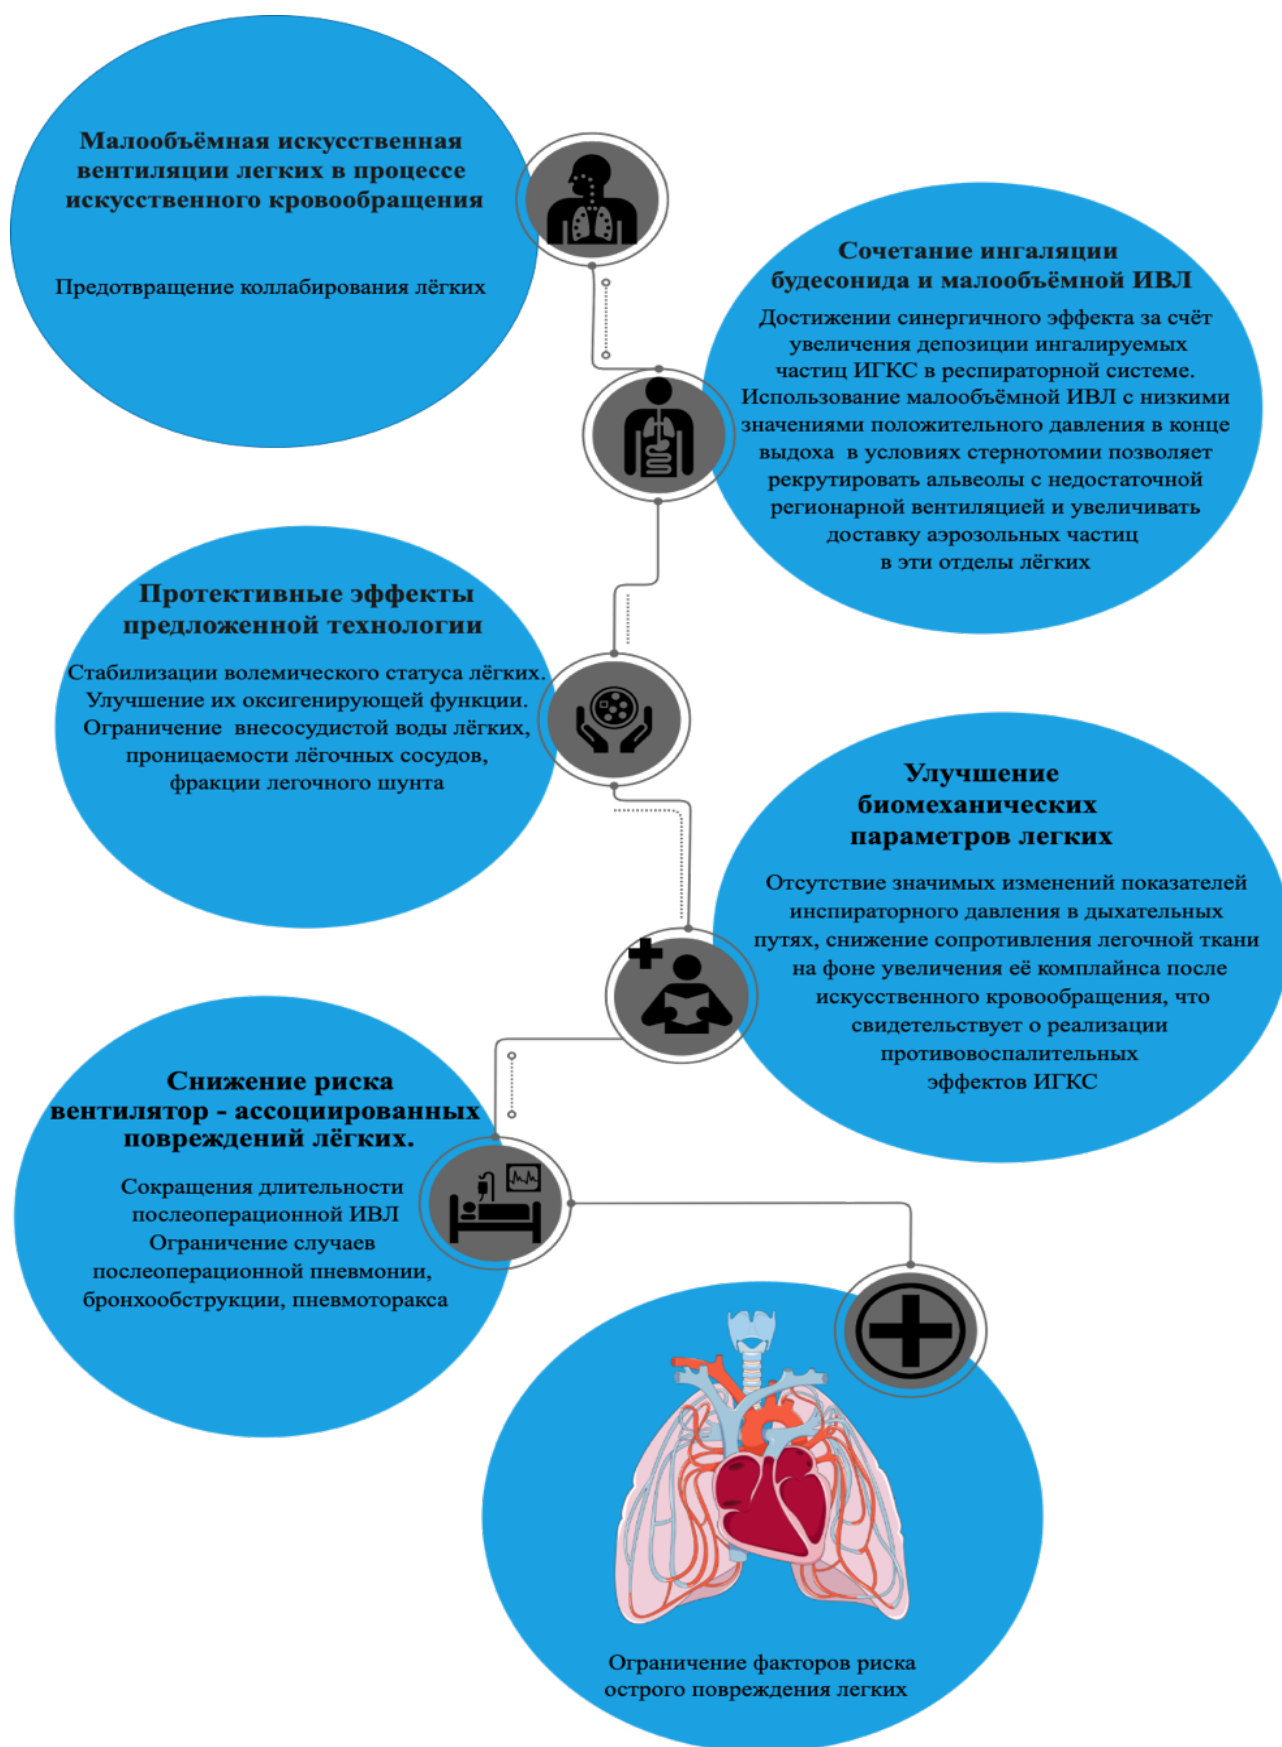 Малообъёмная искусственная
вентиляции легких в процессе
искусственного кровообращения
Предотвращение коллабирования лёгких
Сочетание ингаляции
будесонида и малообъёмной ИВЛ
Достижении синергичного эффекта за счёт
увеличения депозиции ингалируемых
частиц ИГКС в респираторной системе.
Использование малообъёмной ИВЛ с низкими
значениями положительного давления в конце
выдоха в условиях стернотомии позволяет
рекрутировать альвеолы с недостаточной
регионарной вентиляцией и увеличивать
доставку аэрозольных частиц
в эти отделы лёгких
Протективные эффекты
предложенной технологии
Стабилизации волемического статуса лёгких.
Улучшение их оксигенирующей функции.
Ограничение внесосудистой воды лёгких,
проницаемости лёгочных сосудов,
фракции легочного шунта
Улучшение
биомеханических
параметров легких
Отсутствие значимых изменений показателей
инспираторного давления в дыхательных
путях, снижение сопротивления легочной ткани
на фоне увеличения её комплайнса после
искусственного кровообращения, что
свидетельствует о реализации
противовоспалительных
эффектов ИГКС
Снижение риска
вентилятор - ассоциированных
повреждений лёгких.
Сокращения длительности
послеоперационной ИВЛ
Ограничение случаев
послеоперационной пневмонии,
бронхообструкции, пневмоторакса
Ограничение факторов риска
острого повреждения легких